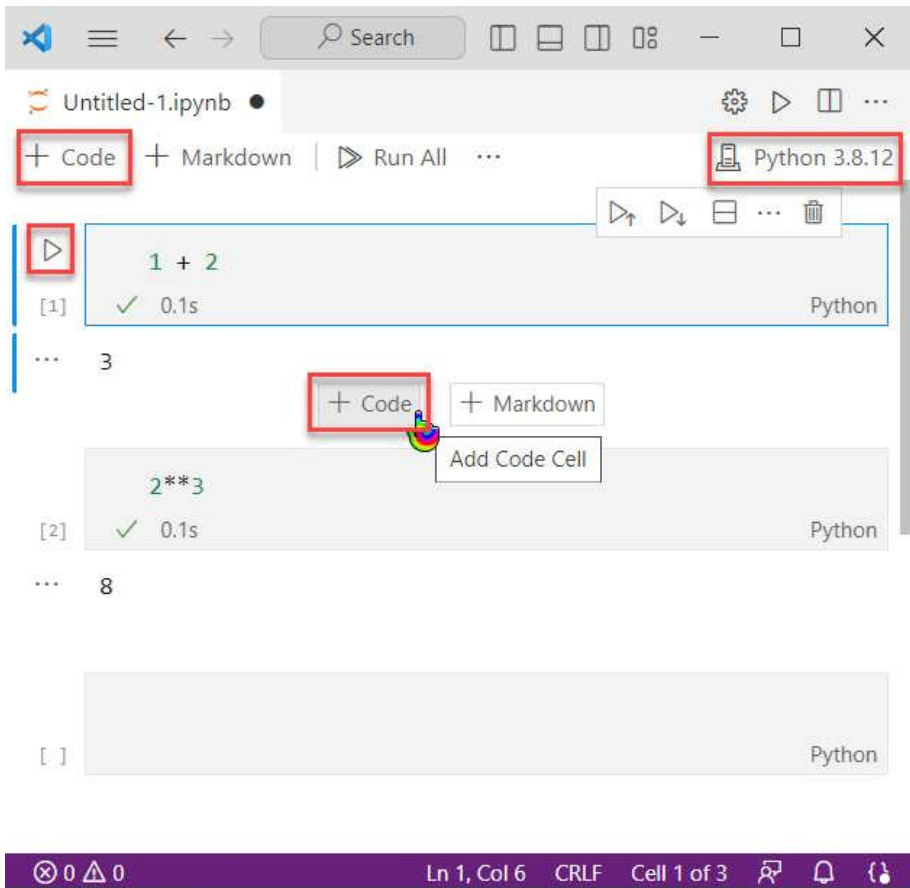 Search
Untitled-1.ipynb
+ Code + Markdown Run All ... Python 3.8.12
...
1 + 2
[1] ✓ 0.1s Python
... 3
+ Code + Markdown
Add Code Cell
2**3
[2] ✓ 0.1s Python
... 8
[ ] Python
0 0 Ln 1, Col 6 CRLF Cell 1 of 3